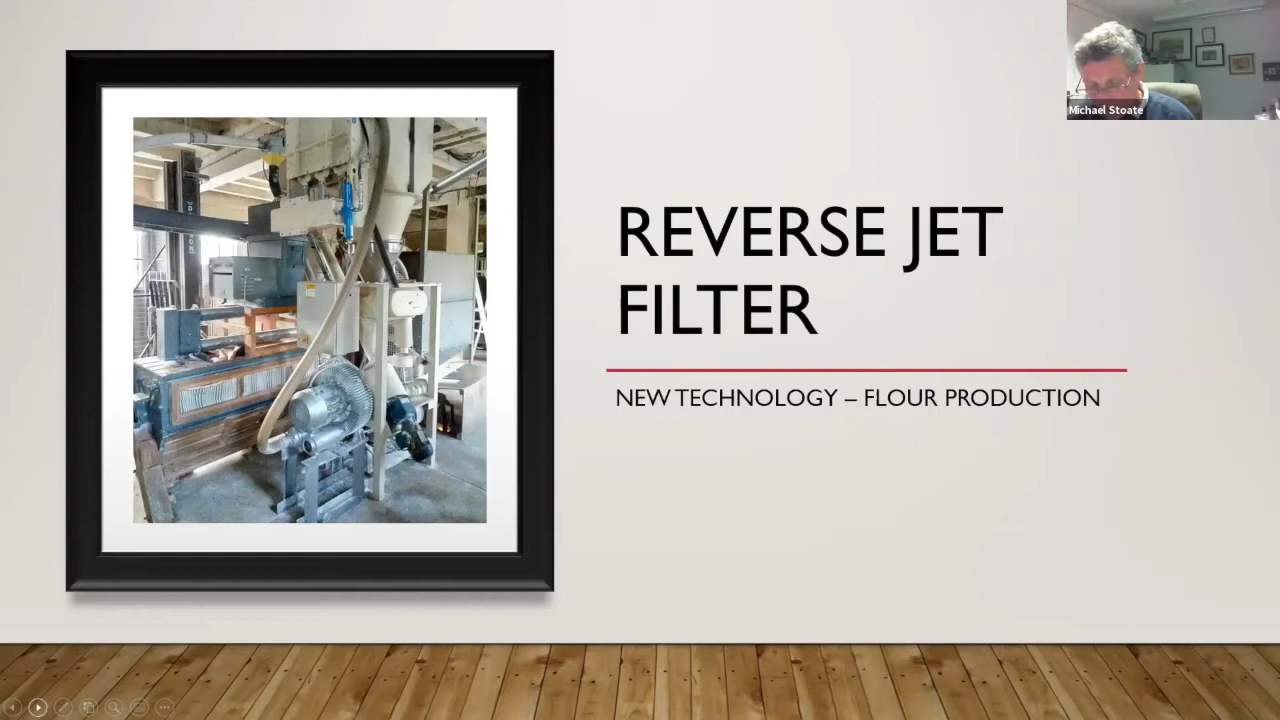 Michael Stoate
REVERSE JET
FILTER
NEW TECHNOLOGY – FLOUR PRODUCTION